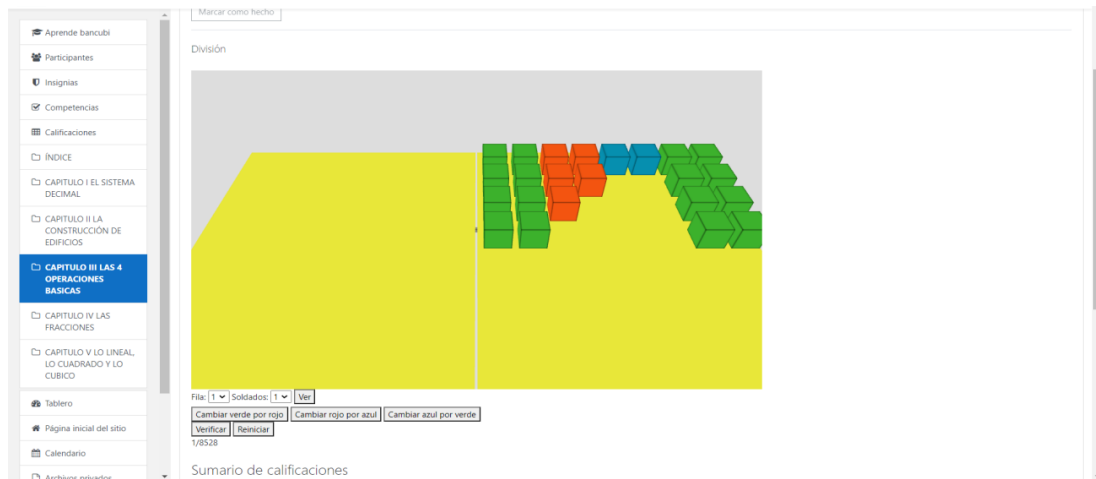 Marcar como hecho
Aprende bancubi
Participantes
Insignias
Competencias
Calificaciones
ÍNDICE
CAPITULO I EL SISTEMA
DECIMAL
CAPITULO II LA
CONSTRUCCIÓN DE
EDIFICIOS
CAPITULO III LAS 4
OPERACIONES
BASICAS
CAPITULO IV LAS
FRACCIONES
CAPITULO V LO LINEAL,
LO CUADRADO Y LO
CUBICO
Tablero
Página inicial del sitio
Calendario
Archivos privados
División
Fila: 1 Soldados: 1 Ver
Cambiar verde por rojo Cambiar rojo por azul Cambiar azul por verde
Verificar Reiniciar
1/8528
Sumario de calificaciones